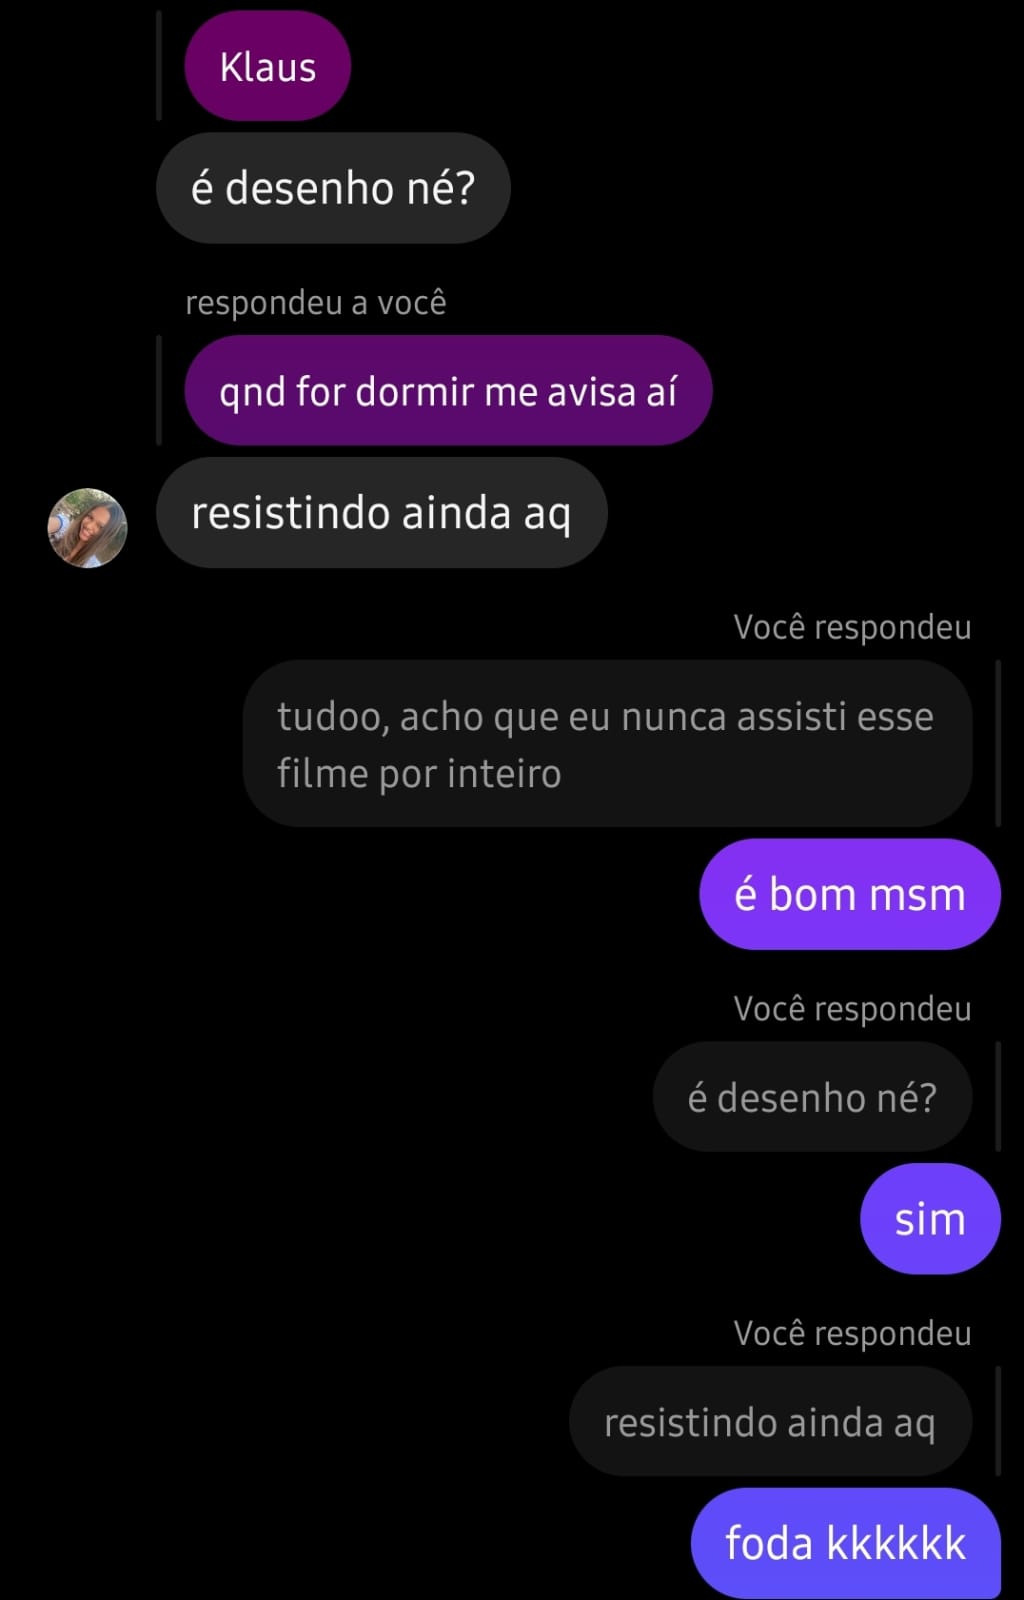 Klaus
é desenho né?
respondeu a você
qnd for dormir me avisa aí
resistindo ainda aq
Você respondeu
tudoo, acho que eu nunca assisti esse
filme por inteiro
é bom msm
Você respondeu
é desenho né?
sim
Você respondeu
resistindo ainda aq
foda kkkkkk